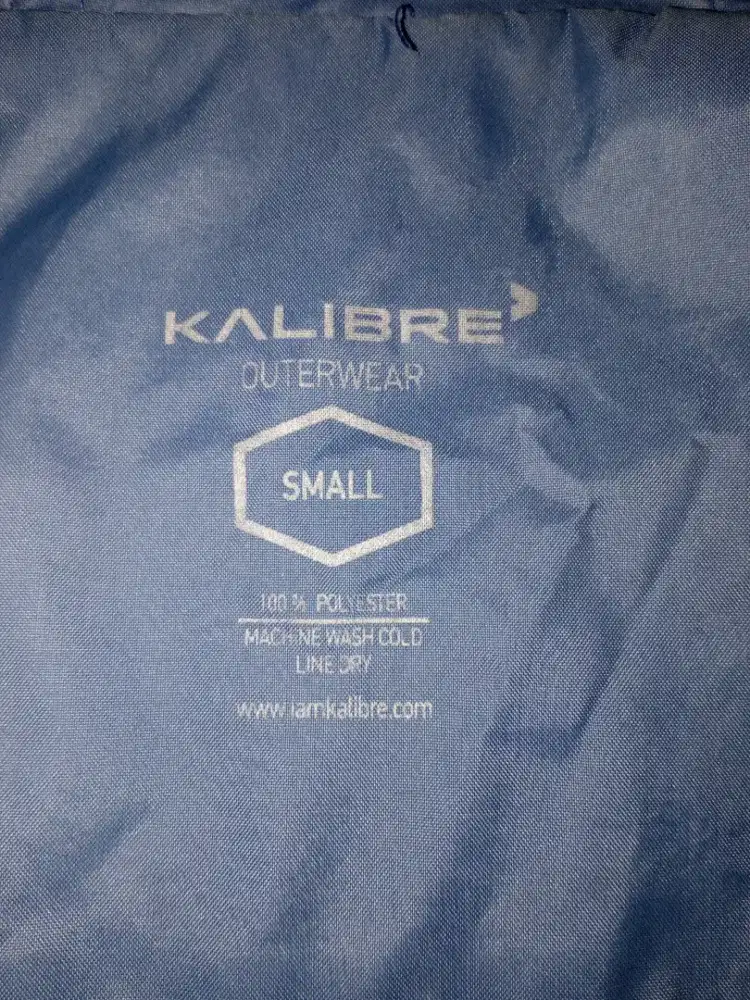 KALIBRE
OUTERWEAR
SMALL
100 % POLYESTER
MACHINE WASH COLD
LINE DRY
www.iamkalibre.com